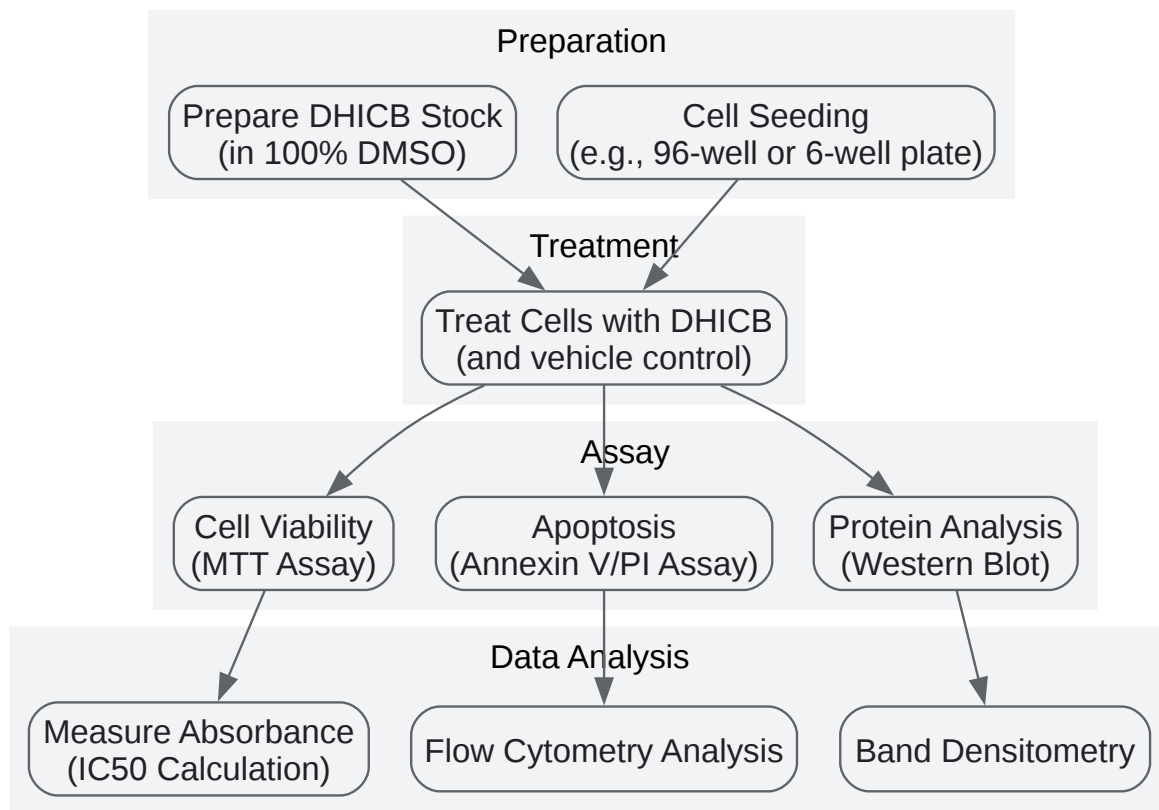 Preparation
Prepare DHICB Stock
(in 100% DMSO)
Cell Seeding
(e.g., 96-well or 6-well plate)
Treatment
Treat Cells with DHICB
(and vehicle control)
Assay
Cell Viability
(MTT Assay)
Apoptosis
(Annexin V/PI Assay)
Protein Analysis
(Western Blot)
Data Analysis
Measure Absorbance
(IC50 Calculation)
Flow Cytometry Analysis
Band Densitometry